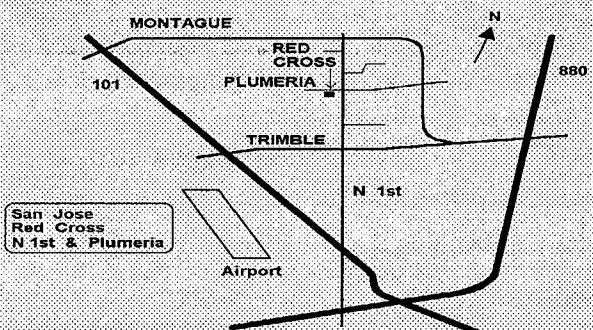 MONTAGUE
N
RED
CROSS
880
101
PLUMERIA
TRIMBLE
N 1st
San Jose
Red Cross
N 1st & Plumeria
Airport